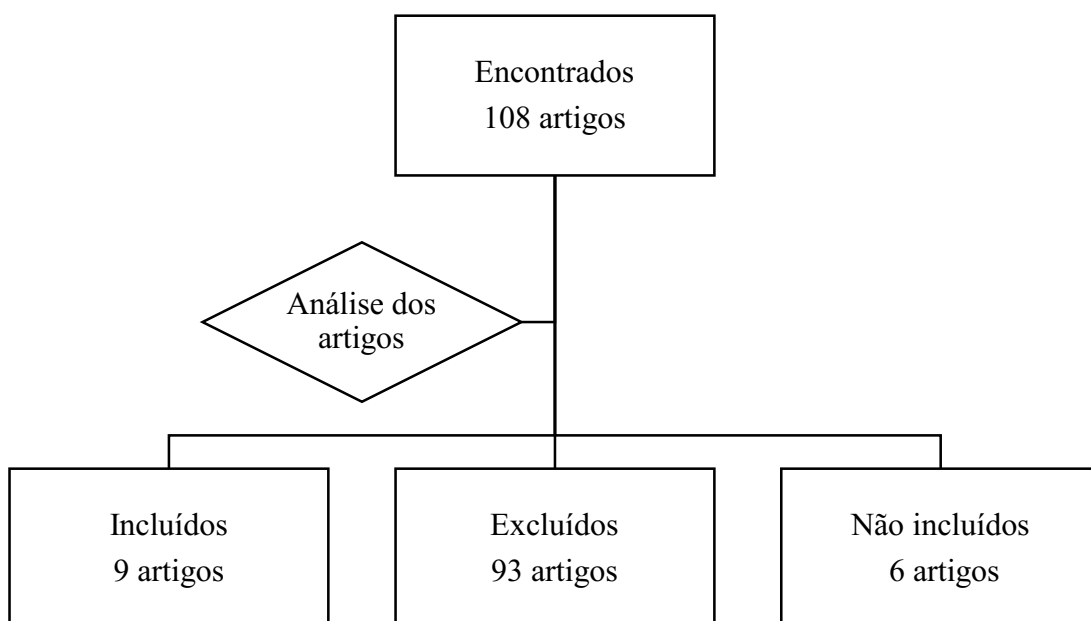 Encontrados
108 artigos
Análise dos
artigos
Incluídos
9 artigos
Excluídos
93 artigos
Não incluídos
6 artigos